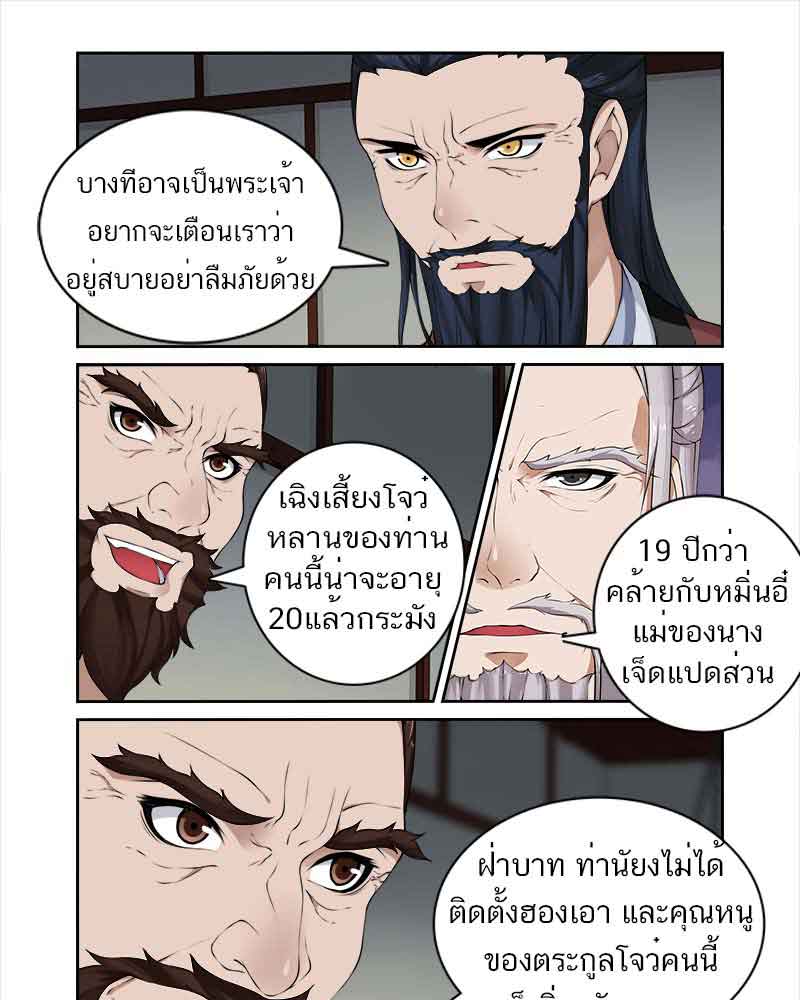 บางทีอาจเป็นพระเจ้า
อยากจะเตือนเราว่า
อยู่สบายอย่าลืมภัยด้วย
เฉิงเสี้ยงโจว๋
หลานของท่าน
คนนี้น่าจะอายุ
20แล้วกระมัง
19 ปีกว่า
คล้ายกับหมิ่นอี๋
แม่ของนาง
เจ็ดแปดส่วน
ฝ่าบาท ท่านัยงไม่ได้
ติดตั้งฮองเอา และคุณหนู
ของตระกูลโจว๋คนนี้